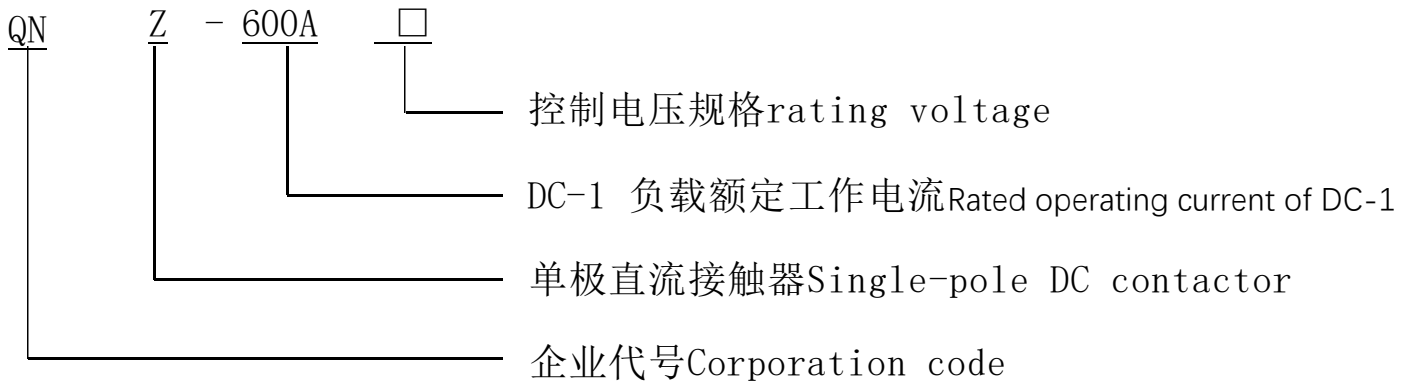 QN Z - 600A □
控制电压规格rating voltage
DC-1 负载额定工作电流Rated operating current of DC-1
单极直流接触器Single-pole DC contactor
企业代号Corporation code